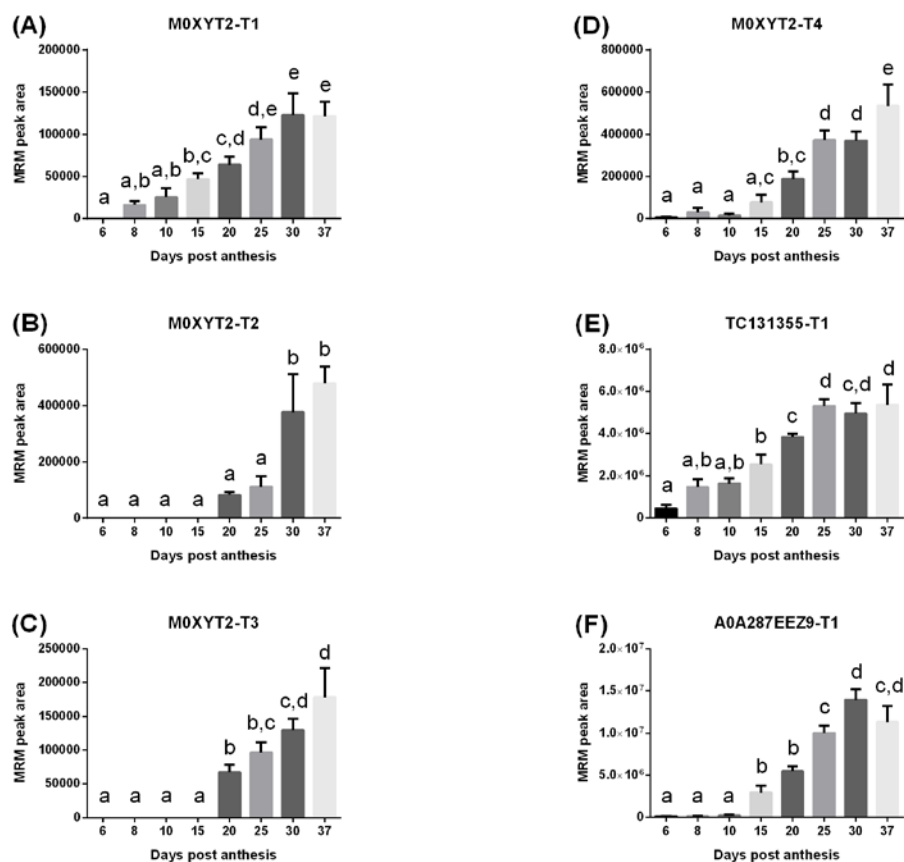 (A)
M0XYT2-T1
MRM peak area
200000
150000
100000
50000
0
a
a,b
a,b
b,c
c,d
d,e
e
e
6 8 10 15 20 25 30 37
Days post anthesis
(B)
M0XYT2-T2
MRM peak area
600000
400000
200000
0
a a a a a a b b
6 8 10 15 20 25 30 37
Days post anthesis
(C)
M0XYT2-T3
MRM peak area
250000
200000
150000
100000
50000
0
a a a a b b,c c,d d
6 8 10 15 20 25 30 37
Days post anthesis
(D)
M0XYT2-T4
MRM peak area
800000
600000
400000
200000
0
a a a a,c b,c d d e
6 8 10 15 20 25 30 37
Days post anthesis
(E)
TC131355-T1
MRM peak area
8.0×10⁶
6.0×10⁶
4.0×10⁶
2.0×10⁶
0
a a,b a,b b c d c,d d
6 8 10 15 20 25 30 37
Days post anthesis
(F)
A0A287EEZ9-T1
MRM peak area
2.0×10⁷
1.5×10⁷
1.0×10⁷
5.0×10⁶
0
a a a b b c d c,d
6 8 10 15 20 25 30 37
Days post anthesis